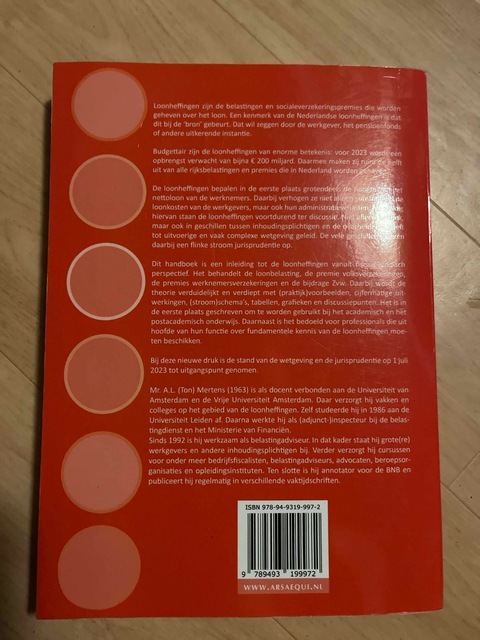 Loonheffingen zijn de belastingen en socialeverzekeringspremies die worden
geheven over het loon. Een kenmerk van de Nederlandse loonheffingen is dat
dit bij de 'bron' gebeurt. Dat wil zeggen door de werkgever, het pensioenfonds
of andere uitkerende instantie.
Budgettair zijn de loonheffingen van enorme betekenis: voor 2023 wordt een
opbrengst verwacht van bijna € 200 miljard. Daarmee maken zij ruim de helft
uit van alle rijksbelastingen en premies die in Nederland worden
De loonheffingen bepalen in de eerste plaats grotendeels de
nettoloon van de werknemers. Daarbij verhogen ze niet alleen
loonkosten van de werkgevers, maar ook hun administratieve
hiervan staan de loonheffingen voortdurend ter discussie. Niet alleen
maar ook in geschillen tussen inhoudingsplichtigen en de
tot uitvoerige en vaak complexe wetgeving geleid. De vele
daarbij een flinke stroom jurisprudentie op.
Dit handboek is een inleiding tot de loonheffingen vanuit
perspectief. Het behandelt de loonbelasting, de premie volksverzekeringen,
de premies werknemersverzekeringen en de bijdrage Zvw. Daarbij wordt de
theorie verduidelijkt en verdiept met (praktijk)voorbeelden, cijfermatige uit-
werkingen, (stroom)schema's, tabellen, grafieken en discussiepunten. Het is in
de eerste plaats geschreven om te worden gebruikt bij het academisch en het
postacademisch onderwijs. Daarnaast is het bedoeld voor professionals die uit
hoofde van hun functie over fundamentele kennis van de loonheffingen moe-
ten beschikken.
Bij deze nieuwe druk is de stand van de wetgeving en de jurisprudentie op 1 juli
2023 tot uitgangspunt genomen.
Mr. A.L. (Ton) Mertens (1963) is als docent verbonden aan de Universiteit van
Amsterdam en de Vrije Universiteit Amsterdam. Daar verzorgt hij vakken en
colleges op het gebied van de loonheffingen. Zelf studeerde hij in 1986 aan de
Universiteit Leiden af. Daarna werkte hij als (adjunct-)inspecteur bij de belas-
tingdienst en het Ministerie van Financiën.
Sinds 1992 is hij werkzaam als belastingadviseur. In dat kader staat hij grote(re)
werkgevers en andere inhoudingsplichtigen bij. Verder verzorgt hij cursussen
voor onder meer bedrijfsfiscalisten, belastingadviseurs, advocaten, beroepsor-
ganisaties en opleidingsinstituten. Ten slotte is hij annotator voor de BNB en
publiceert hij regelmatig in verschillende vaktijdschriften.
ISBN 978-94-9319-997-2
9 789493 199972
WWW.ARSAEQUI.NL